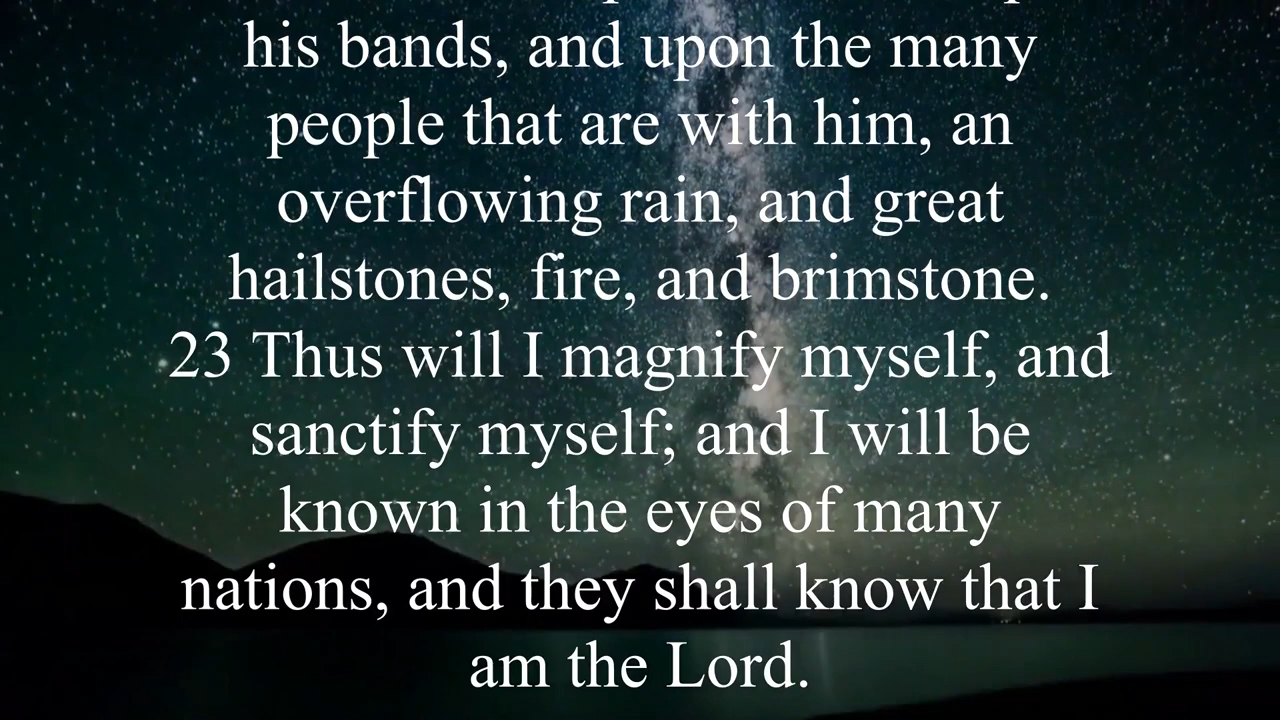 his bands, and upon the many
people that are with him, an
overflowing rain, and great
hailstones, fire, and brimstone.
23 Thus will I magnify myself, and
sanctify myself; and I will be
known in the eyes of many
nations, and they shall know that I
am the Lord.